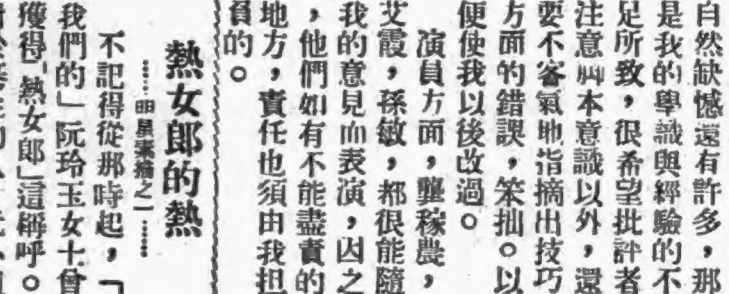 自然缺憾還有許多，那
是我的學識與經驗的不
足所致，很希望批評者
注意脚本意識以外，還
要不客氣地指摘出技巧
方面的錯誤，笨拙。以
便使我以後改過。
演員方面，龔稼農，
艾霞，孫敏，都很能隨
我的意見而表演，因之
，他們如有不能盡責的
地方，責任也須由我担
負的。
熱女郎的熱
……明星素描之一……
不記得從那時起，「
我們的」阮玲玉女士曾
獲得「熱女郎」這稱呼。